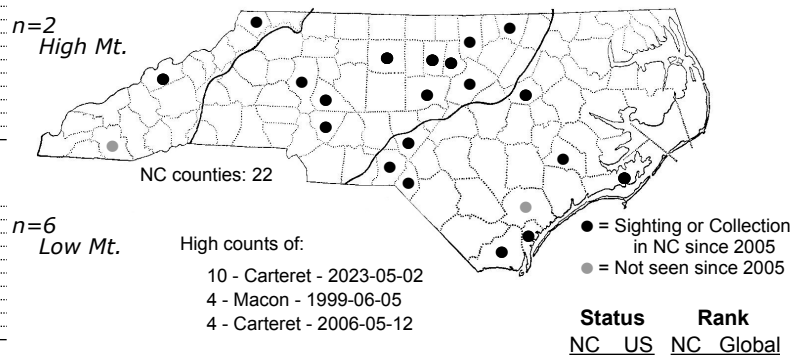 n=2
High Mt.
NC counties: 22
n=6
Low Mt.
High counts of:
10 - Carteret - 2023-05-02
4 - Macon - 1999-06-05
4 - Carteret - 2006-05-12
= Sighting or Collection
in NC since 2005
= Not seen since 2005
Status Rank
NC US NC Global